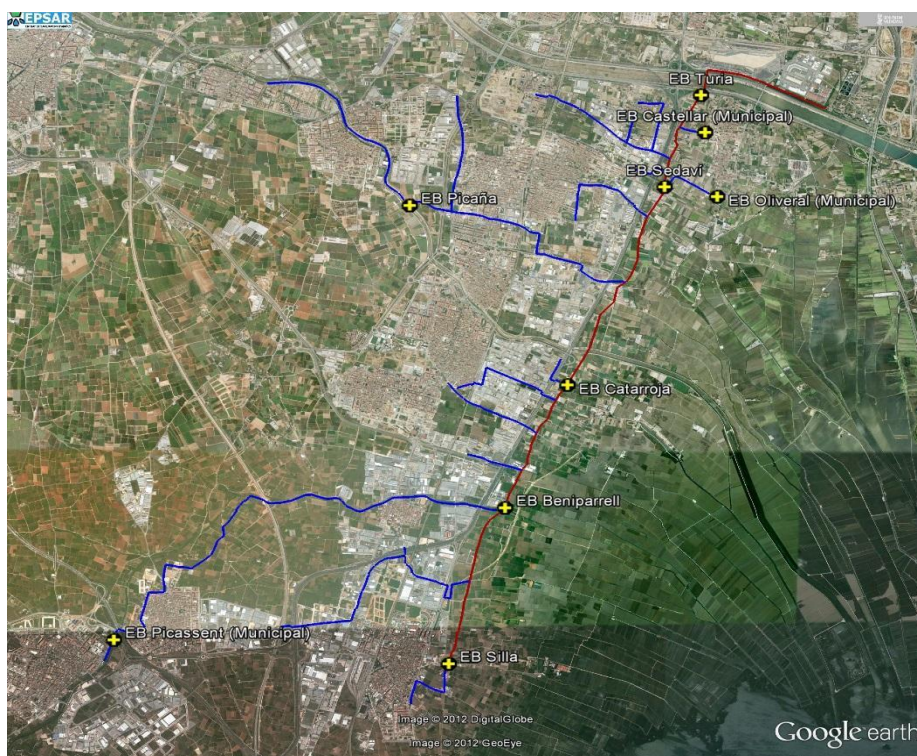 EPSAR
EB Turia
EB Castellar (Municipal)
EB Sedaví
EB Picaña
EB Oliveral (Municipal)
EB Catarroja
EB Beniparrell
EB Picassent (Municipal)
EB Silla
Image © 2012 DigitalGlobe
Image © 2012 GeoEye
Google earth